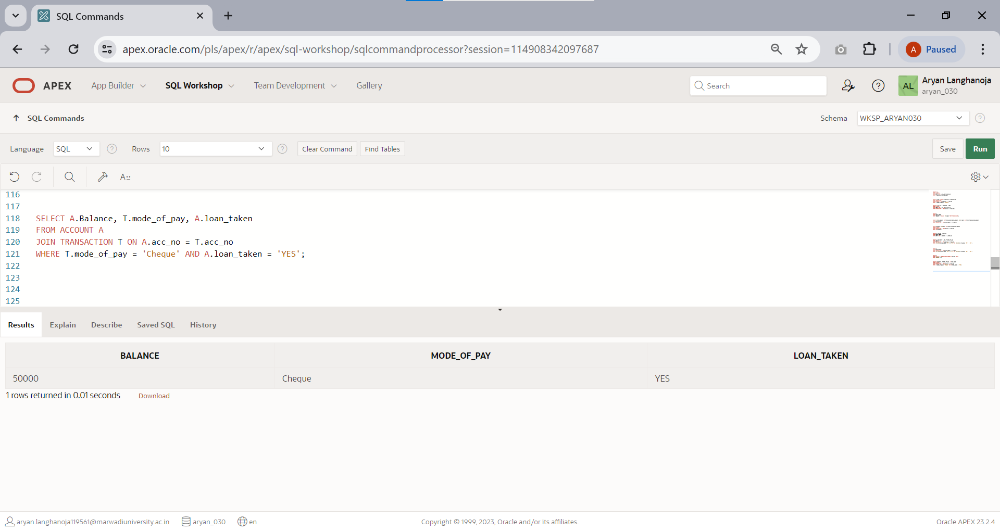 SQL Commands
apex.oracle.com/pls/apex/r/apex/sql-workshop/sqlcommandprocessor?session=114908342097687
A Paused
APEX App Builder SQL Workshop Team Development Gallery
Search
AL
Aryan Langhanoja
aryan_030
SQL Commands
Schema WKSP_ARYAN030
Language SQL Rows 10 Clear Command Find Tables Save Run
116
117
118 SELECT A.Balance, T.mode_of_pay, A.loan_taken
119 FROM ACCOUNT A
120 JOIN TRANSACTION T ON A.acc_no = T.acc_no
121 WHERE T.mode_of_pay = 'Cheque' AND A.loan_taken = 'YES';
122
123
124
125
Results Explain Describe Saved SQL History
BALANCE MODE_OF_PAY LOAN_TAKEN
50000 Cheque YES
1 rows returned in 0.01 seconds Download
aryan.langhanoja119561@marwadiuniversity.ac.in aryan_030 en Copyright © 1999, 2023, Oracle and/or its affiliates. Oracle APEX 23.2.4